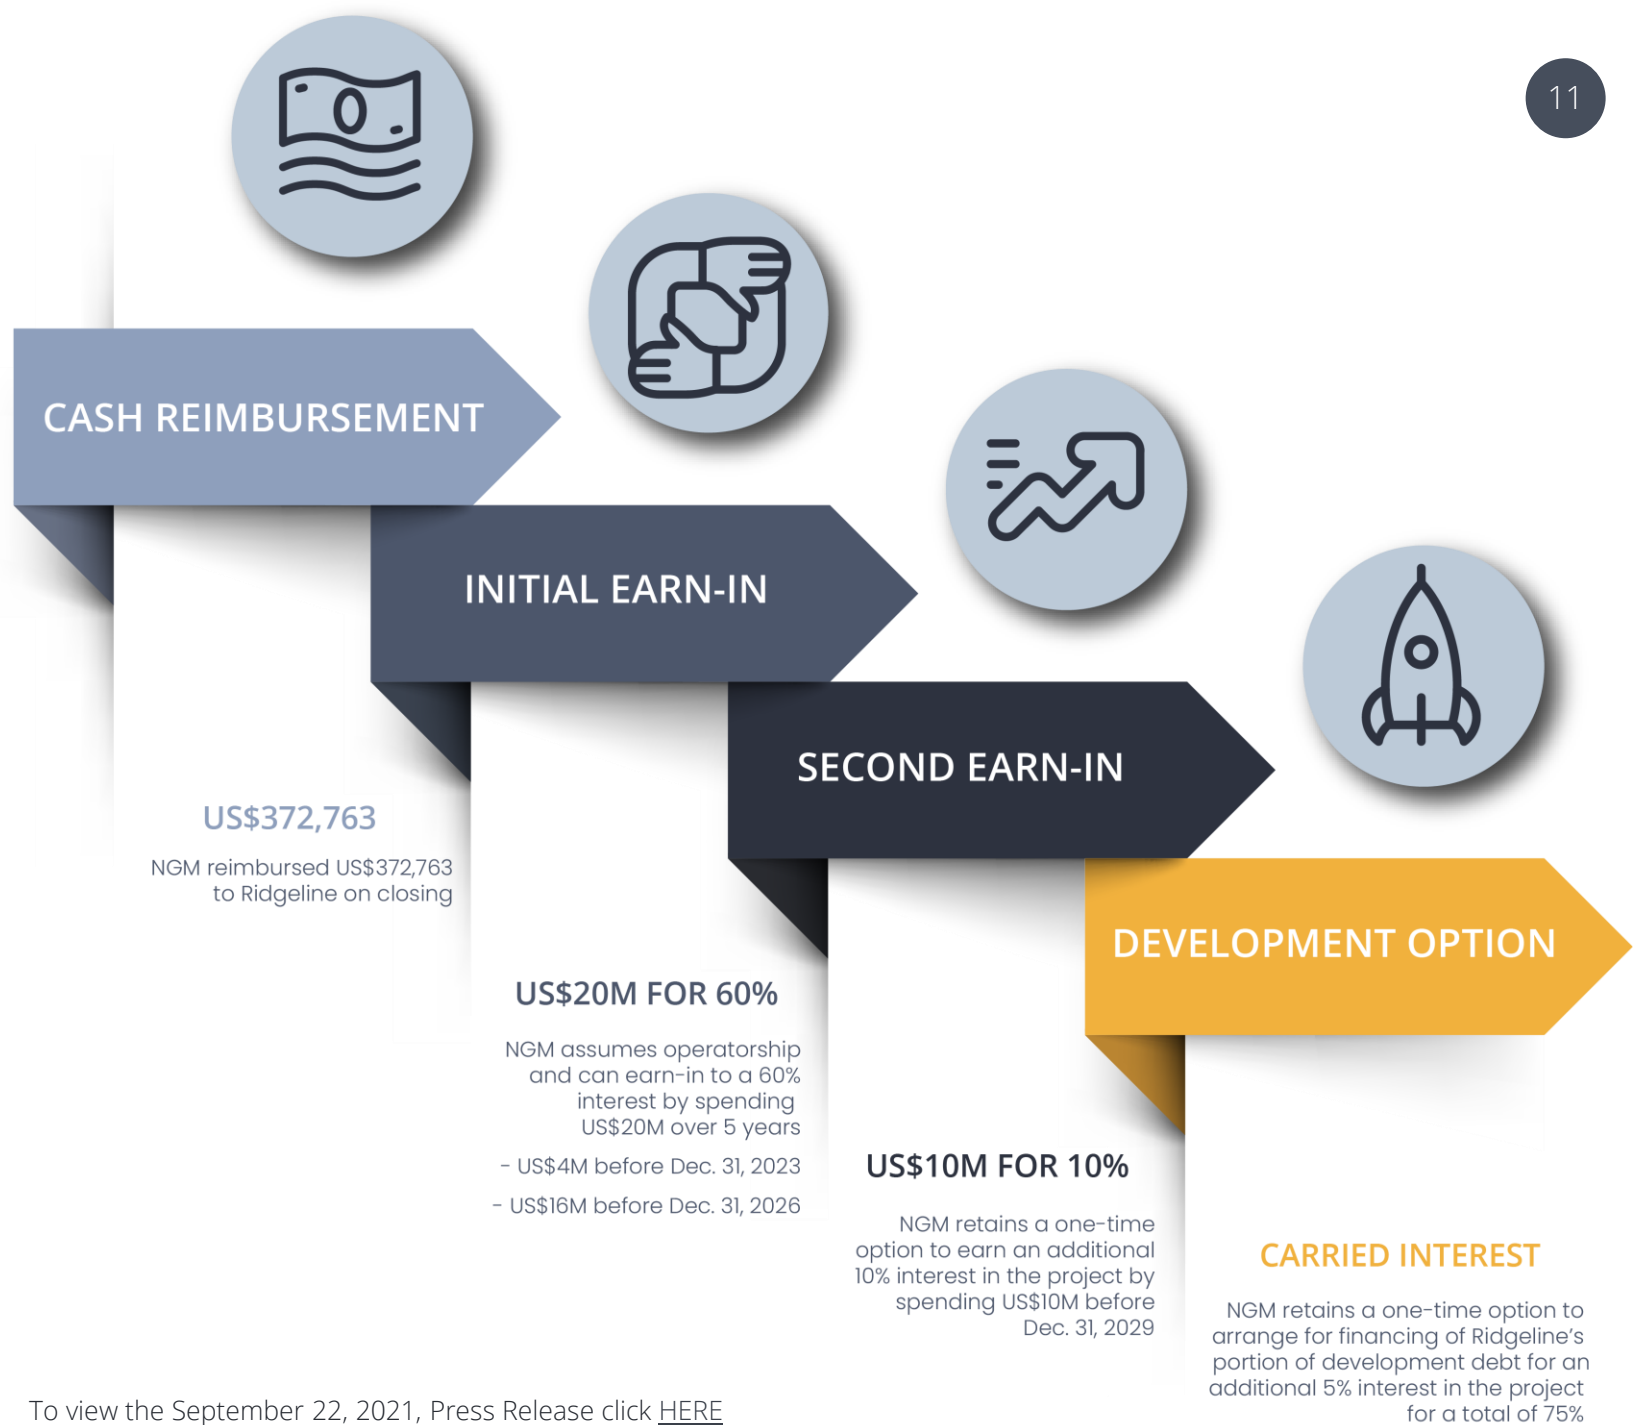 11
CASH REIMBURSEMENT
INITIAL EARN-IN
SECOND EARN-IN
US$372,763
NGM reimbursed US$372,763
to Ridgeline on closing
DEVELOPMENT OPTION
US$20M FOR 60%
NGM assumes operatorship
and can earn-in to a 60%
interest by spending
US$20M over 5 years
- US$4M before Dec. 31, 2023
- US$16M before Dec. 31, 2026
US$10M FOR 10%
NGM retains a one-time
option to earn an additional
10% interest in the project by
spending US$10M before
Dec. 31, 2029
CARRIED INTEREST
NGM retains a one-time option to
arrange for financing of Ridgeline’s
portion of development debt for an
additional 5% interest in the project
for a total of 75%
To view the September 22, 2021, Press Release click HERE